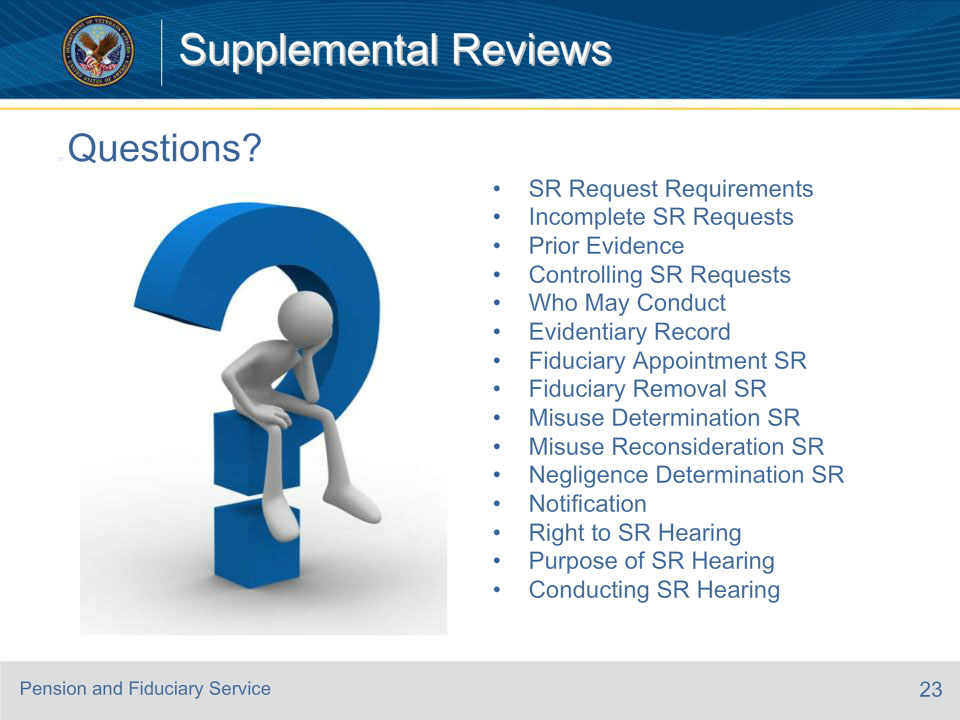 Supplemental Reviews
Questions?
• SR Request Requirements
• Incomplete SR Requests
• Prior Evidence
• Controlling SR Requests
• Who May Conduct
• Evidentiary Record
• Fiduciary Appointment SR
• Fiduciary Removal SR
• Misuse Determination SR
• Misuse Reconsideration SR
• Negligence Determination SR
• Notification
• Right to SR Hearing
• Purpose of SR Hearing
• Conducting SR Hearing
Pension and Fiduciary Service
23